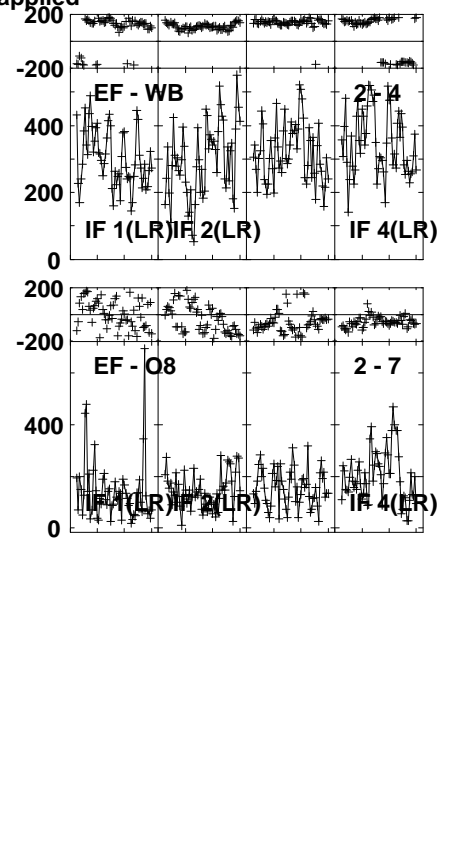 applied
200
-200
EF - WB 2 - 4
400
200
IF 1(LR) IF 2(LR) IF 4(LR)
0
200
-200
EF - O8 2 - 7
400
IF 1(LR) IF 2(LR) IF 4(LR)
0